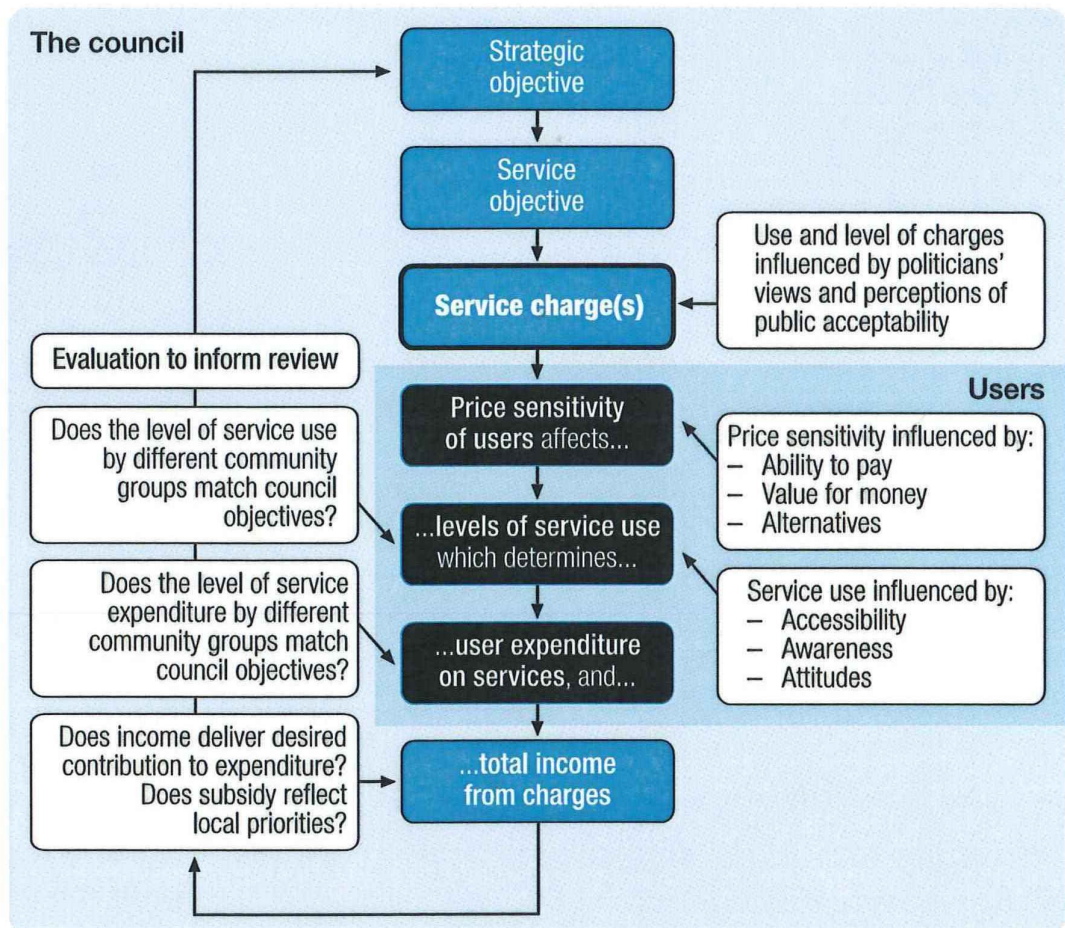 The council
Strategic
objective
Service
objective
Service charge(s)
Use and level of charges
influenced by politicians'
views and perceptions of
public acceptability
Evaluation to inform review
Users
Price sensitivity
of users affects...
Price sensitivity influenced by:
– Ability to pay
– Value for money
– Alternatives
Does the level of service use
by different community
groups match council
objectives?
...levels of service use
which determines...
Service use influenced by:
– Accessibility
– Awareness
– Attitudes
Does the level of service
expenditure by different
community groups match
council objectives?
...user expenditure
on services, and...
Does income deliver desired
contribution to expenditure?
Does subsidy reflect
local priorities?
...total income
from charges